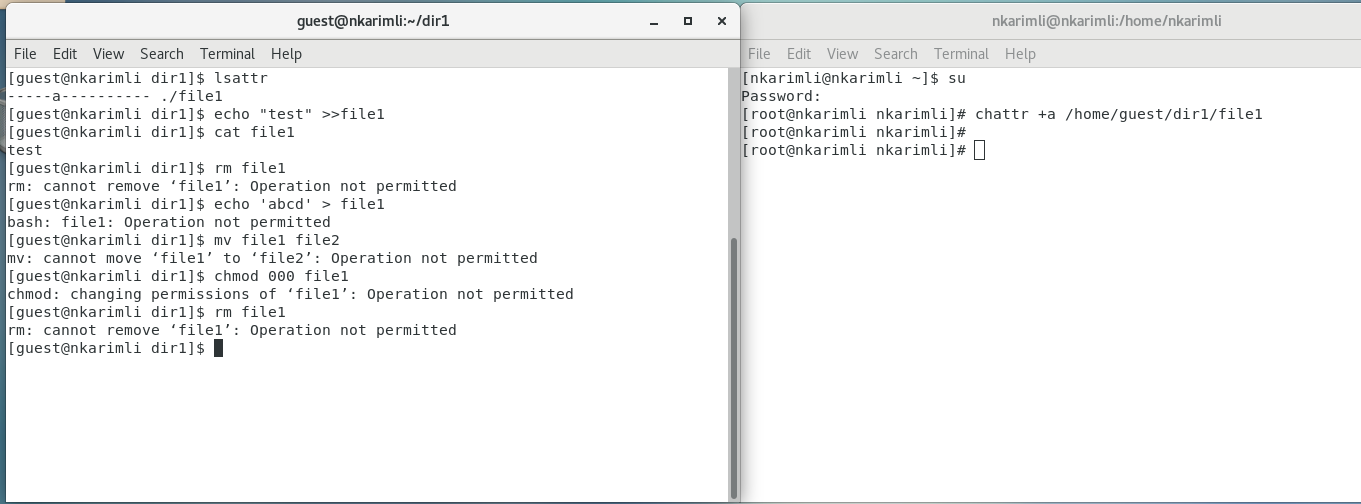 guest@nkarimli:~/dir1
File Edit View Search Terminal Help
[guest@nkarimli dir1]$ lsattr
-----a---------- ./file1
[guest@nkarimli dir1]$ echo "test" >>file1
[guest@nkarimli dir1]$ cat file1
test
[guest@nkarimli dir1]$ rm file1
rm: cannot remove ‘file1’: Operation not permitted
[guest@nkarimli dir1]$ echo 'abcd' > file1
bash: file1: Operation not permitted
[guest@nkarimli dir1]$ mv file1 file2
mv: cannot move ‘file1’ to ‘file2’: Operation not permitted
[guest@nkarimli dir1]$ chmod 000 file1
chmod: changing permissions of ‘file1’: Operation not permitted
[guest@nkarimli dir1]$ rm file1
rm: cannot remove ‘file1’: Operation not permitted
[guest@nkarimli dir1]$
nkarimli@nkarimli:/home/nkarimli
File Edit View Search Terminal Help
[nkarimli@nkarimli ~]$ su
Password:
[root@nkarimli nkarimli]# chattr +a /home/guest/dir1/file1
[root@nkarimli nkarimli]#
[root@nkarimli nkarimli]#